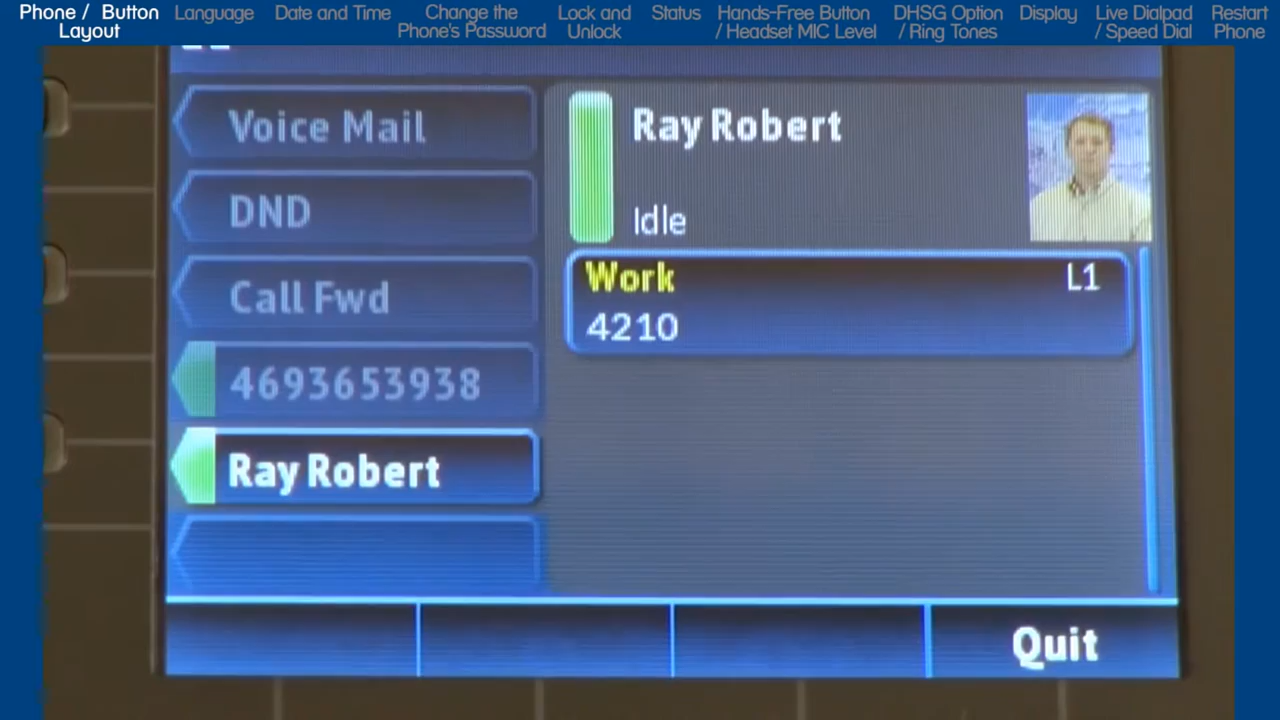 Phone / Button Layout
Language
Date and Time
Change the Phone's Password
Lock and Unlock
Status
Hands-Free Button / Headset MIC Level
DHSG Option / Ring Tones
Display
Live Dialpad / Speed Dial
Restart Phone
Voice Mail
DND
Call Fwd
4693653938
Ray Robert
Ray Robert
Idle
Work L1
4210
Quit